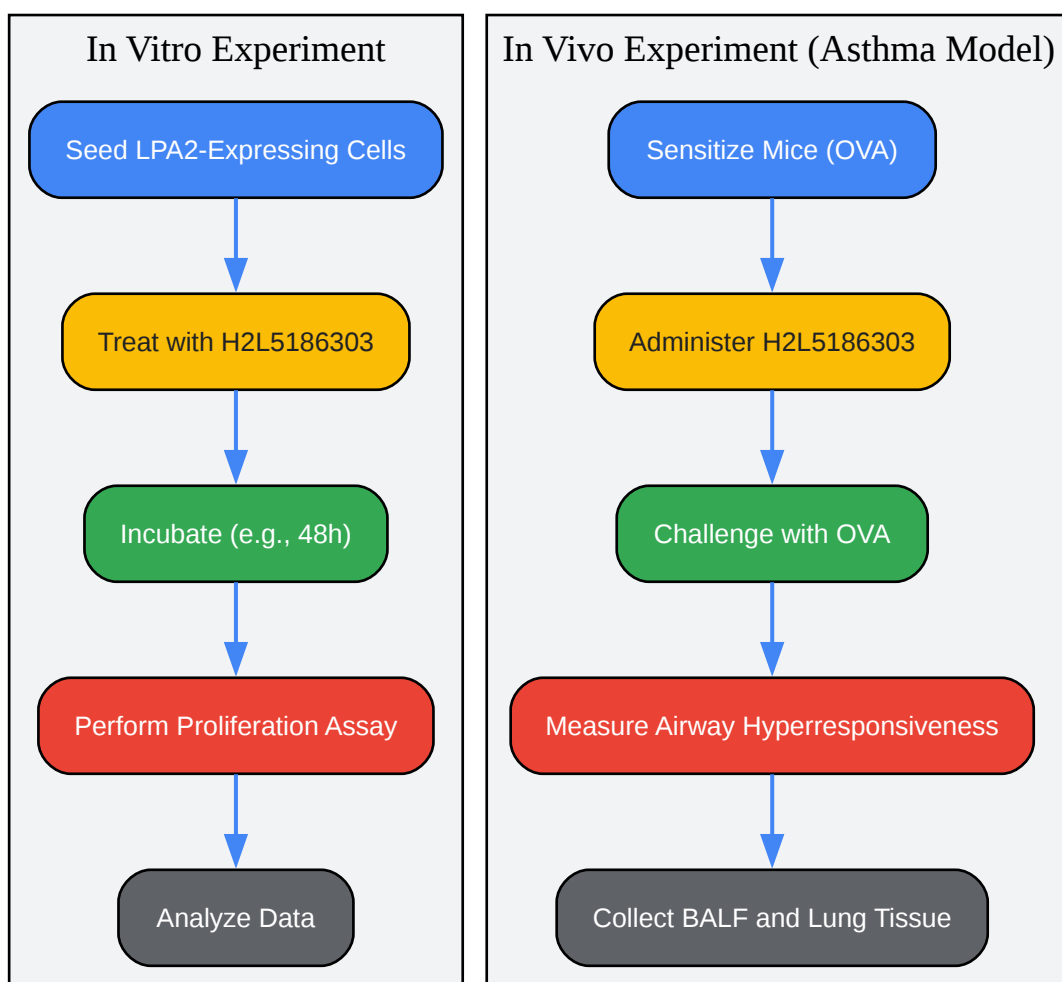 In Vitro Experiment
Seed LPA2-Expressing Cells
Treat with H2L5186303
Incubate (e.g., 48h)
Perform Proliferation Assay
Analyze Data
In Vivo Experiment (Asthma Model)
Sensitize Mice (OVA)
Administer H2L5186303
Challenge with OVA
Measure Airway Hyperresponsiveness
Collect BALF and Lung Tissue